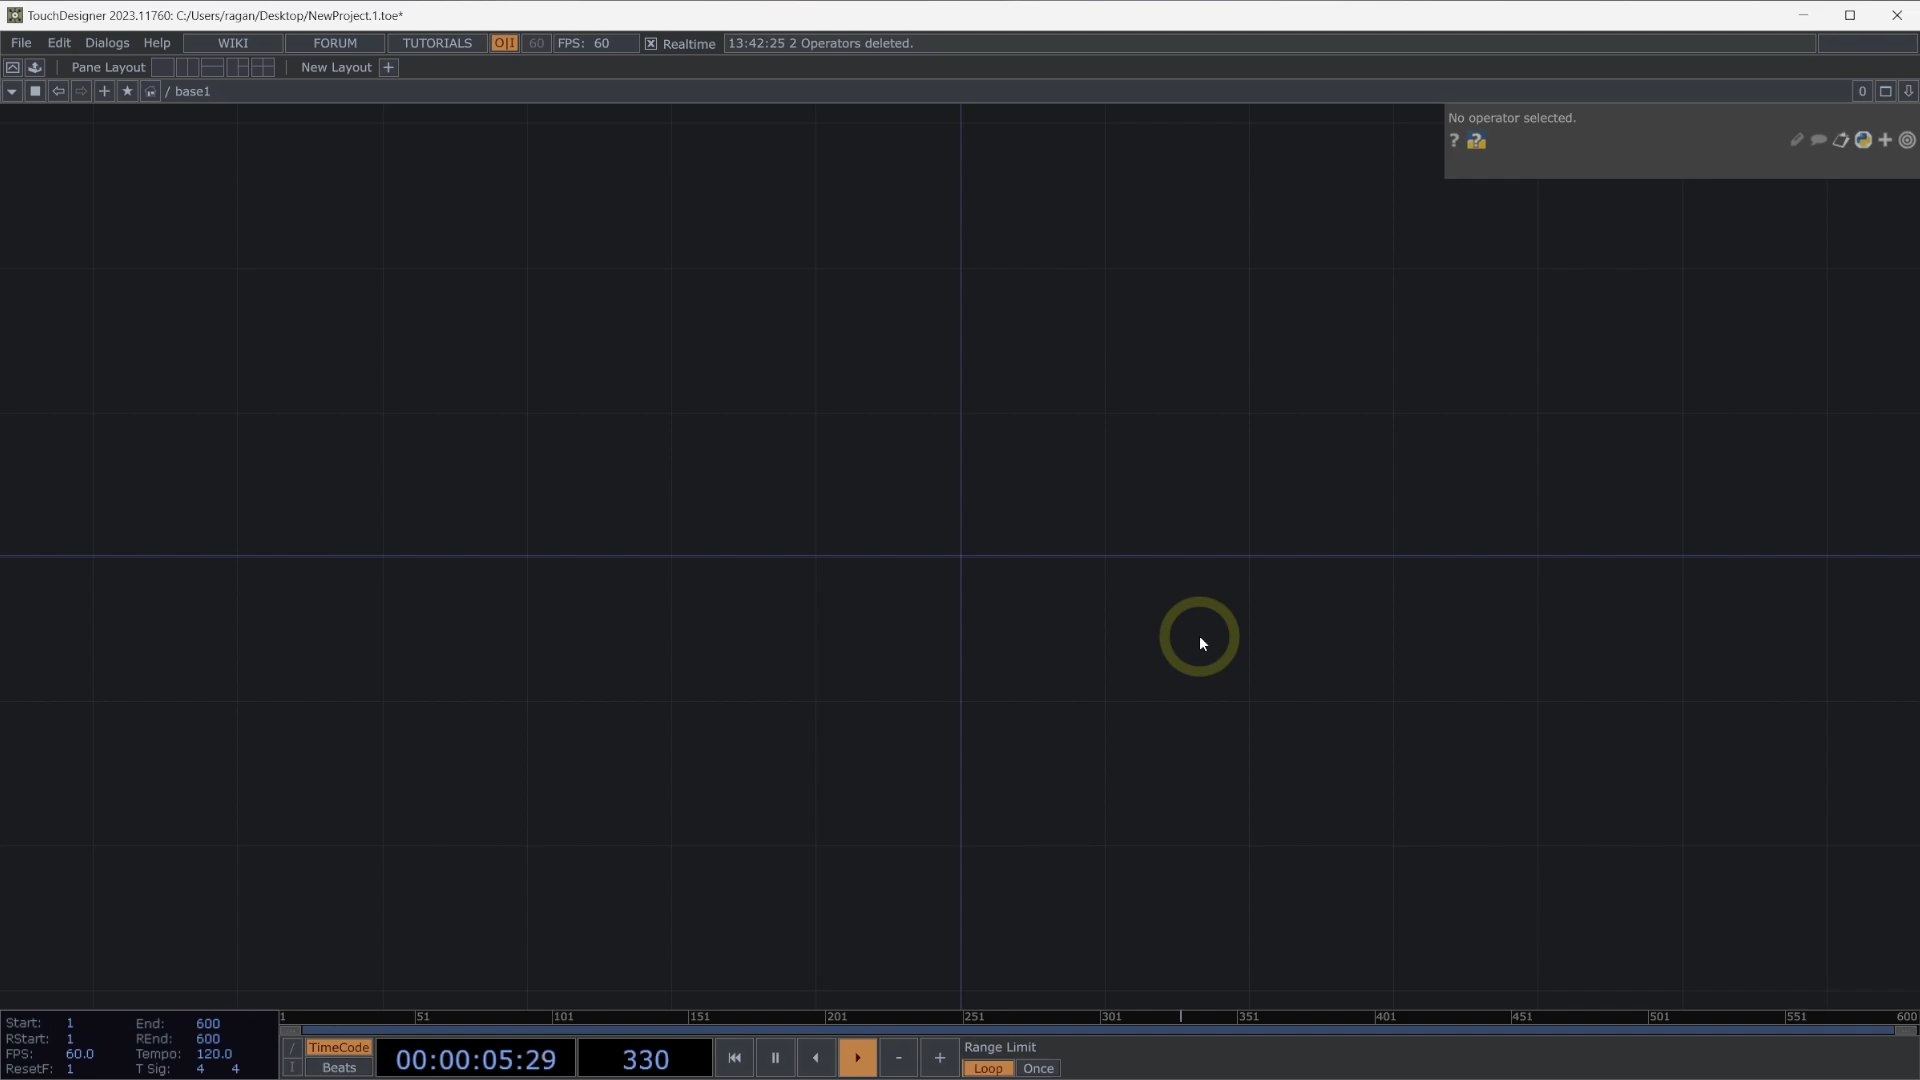 TouchDesigner 2023.11760: C:/Users/ragan/Desktop/NewProject.1.toe*
File Edit Dialogs Help WIKI FORUM TUTORIALS O|I 60 FPS: 60 Realtime 13:42:25 2 Operators deleted.
Pane Layout New Layout +
/ base1 0
No operator selected.
? ?
Start: 1 End: 600
RStart: 1 REnd: 600
FPS: 60.0 Tempo: 120.0
ResetF: 1 T Sig: 4 4
1 51 101 151 201 251 301 351 401 451 501 551 600
/ TimeCode
I Beats
00:00:05:29 330 - +
Range Limit
Loop Once